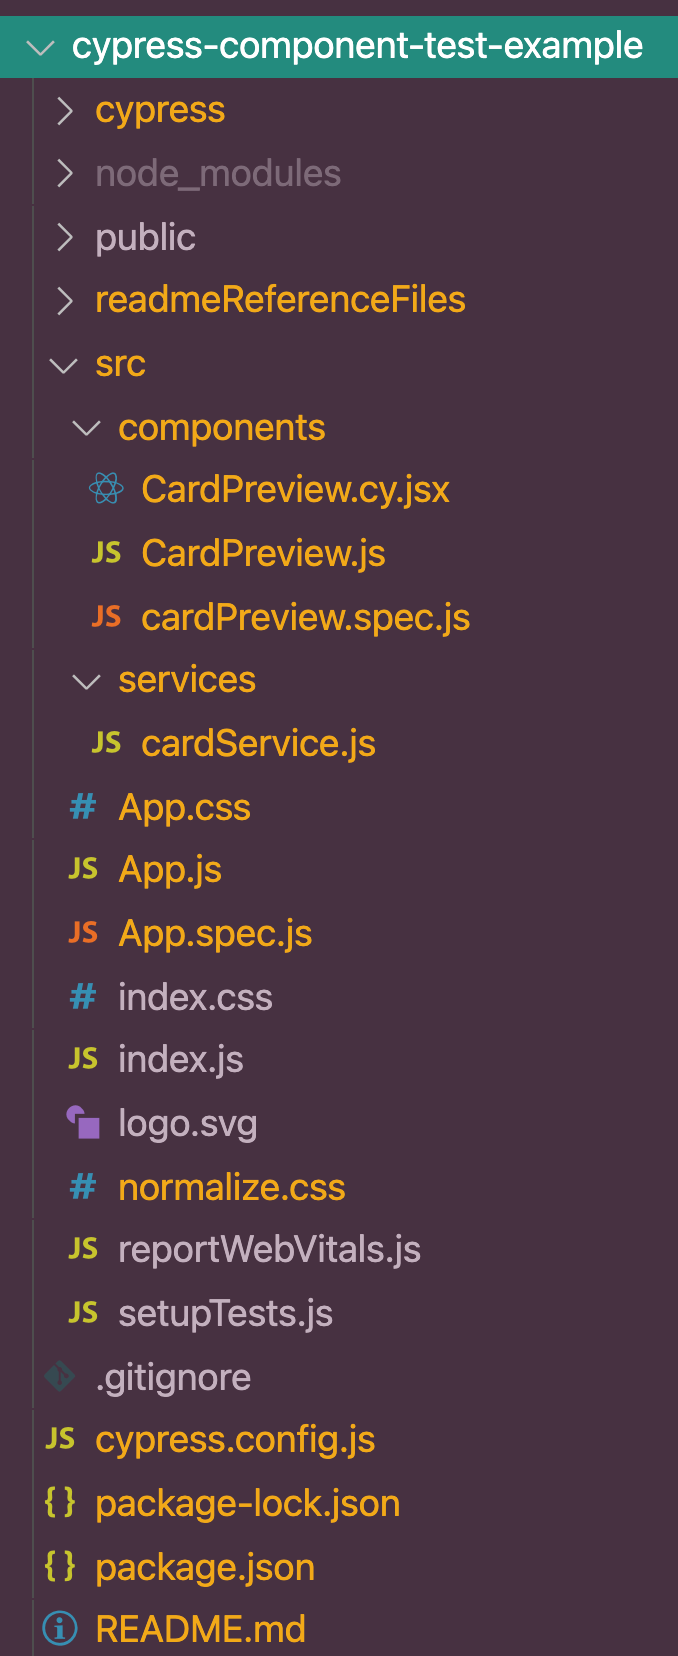 cypress-component-test-example
cypress
node_modules
public
readmeReferenceFiles
src
components
CardPreview.cy.jsx
JS CardPreview.js
JS cardPreview.spec.js
services
JS cardService.js
# App.css
JS App.js
JS App.spec.js
# index.css
JS index.js
logo.svg
# normalize.css
JS reportWebVitals.js
JS setupTests.js
.gitignore
JS cypress.config.js
{} package-lock.json
{} package.json
i README.md